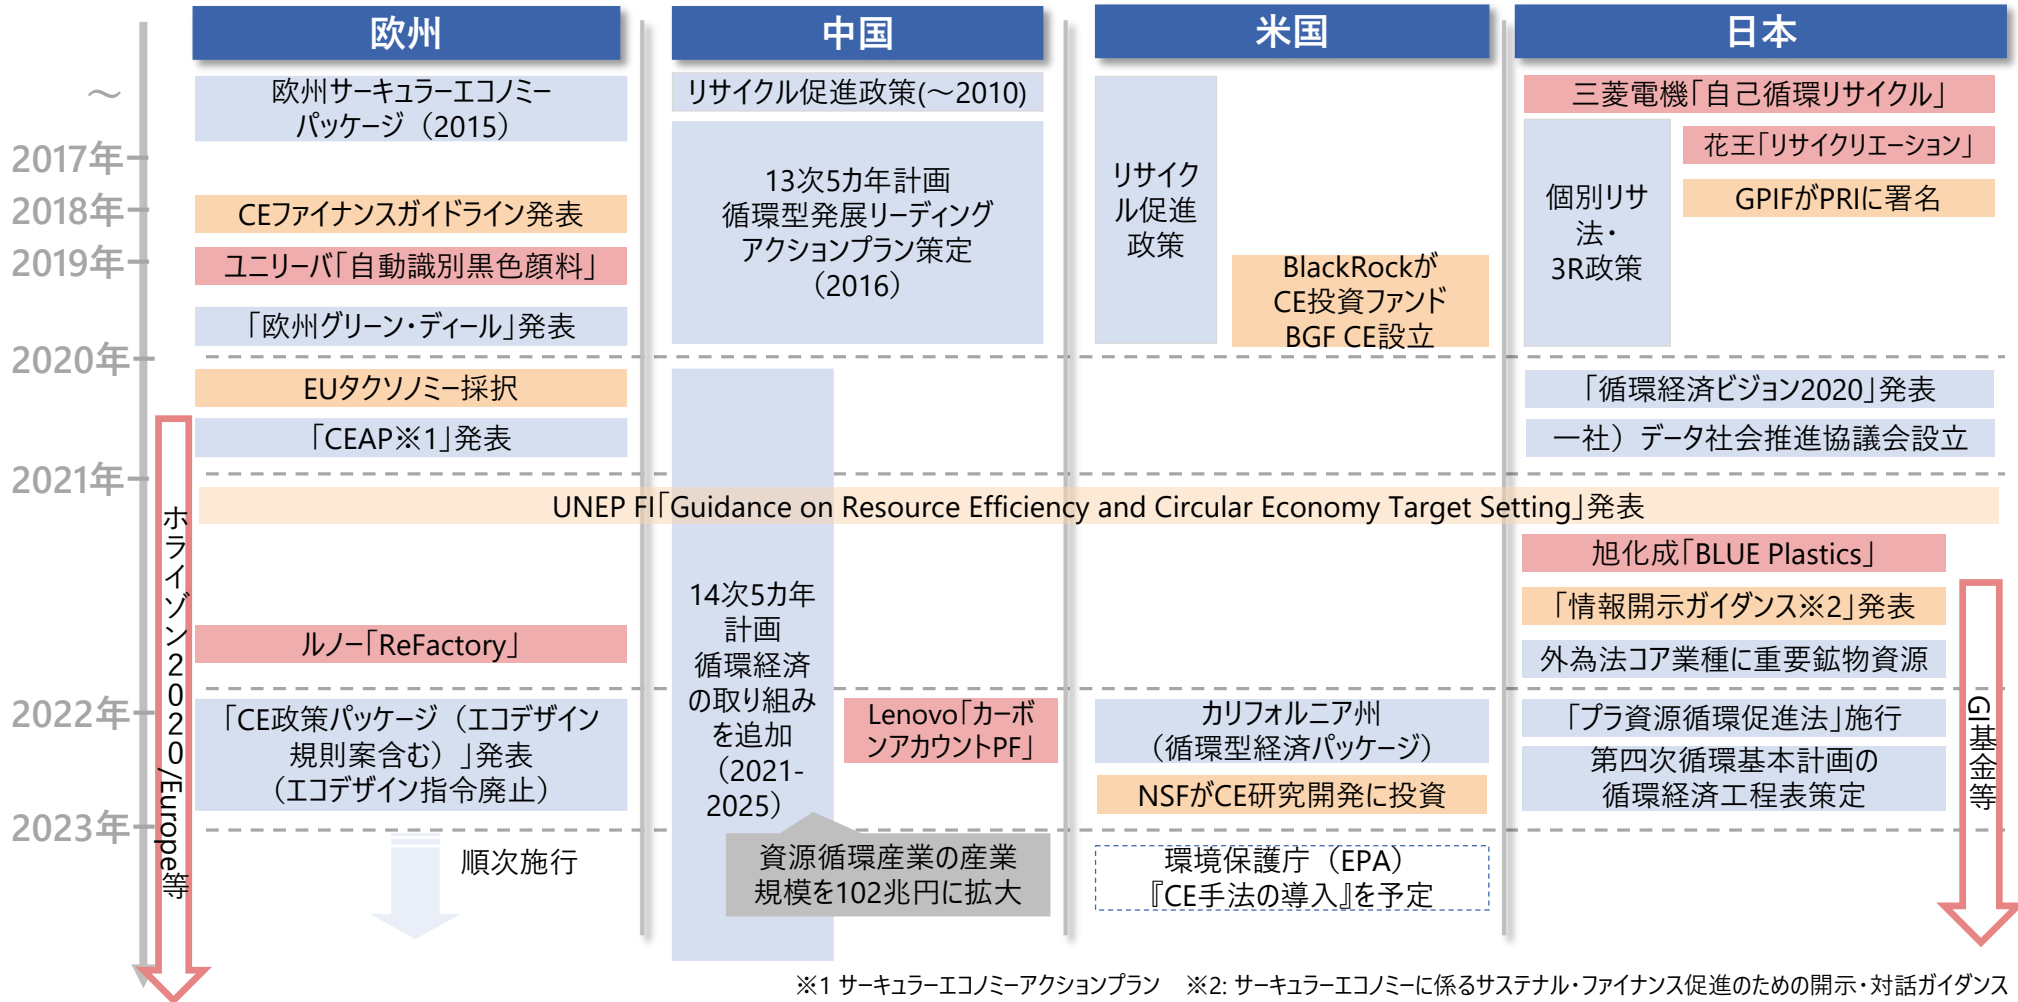 欧州
中国
米国
日本
～
2017年
2018年
2019年
2020年
2021年
2022年
2023年
ホライゾン2020/Europe等
欧州サーキュラーエコノミー
パッケージ（2015）
CEファイナンスガイドライン発表
ユニリーバ「自動識別黒色顔料」
「欧州グリーン・ディール」発表
EUタクソノミー採択
「CEAP※1」発表
UNEP FI「Guidance on Resource Efficiency and Circular Economy Target Setting」発表
ルノー「ReFactory」
「CE政策パッケージ（エコデザイン
規則案含む）」発表
（エコデザイン指令廃止）
順次施行
リサイクル促進政策(～2010)
13次5カ年計画
循環型発展リーディング
アクションプラン策定
（2016）
14次5カ年
計画
循環経済
の取り組み
を追加
（2021-
2025）
Lenovo「カーボ
ンアカウントPF」
資源循環産業の産業
規模を102兆円に拡大
リサイク
ル促進
政策
BlackRockが
CE投資ファンド
BGF CE設立
カリフォルニア州
（循環型経済パッケージ）
NSFがCE研究開発に投資
環境保護庁（EPA）
『CE手法の導入』を予定
三菱電機「自己循環リサイクル」
花王「リサイクリエーション」
GPIFがPRIに署名
個別リサ
法・
3R政策
「循環経済ビジョン2020」発表
一社）データ社会推進協議会設立
旭化成「BLUE Plastics」
「情報開示ガイダンス※2」発表
外為法コア業種に重要鉱物資源
「プラ資源循環促進法」施行
第四次循環基本計画の
循環経済工程表策定
GI基金等
※1 サーキュラーエコノミーアクションプラン　※2: サーキュラーエコノミーに係るサステナル・ファイナンス促進のための開示・対話ガイダンス